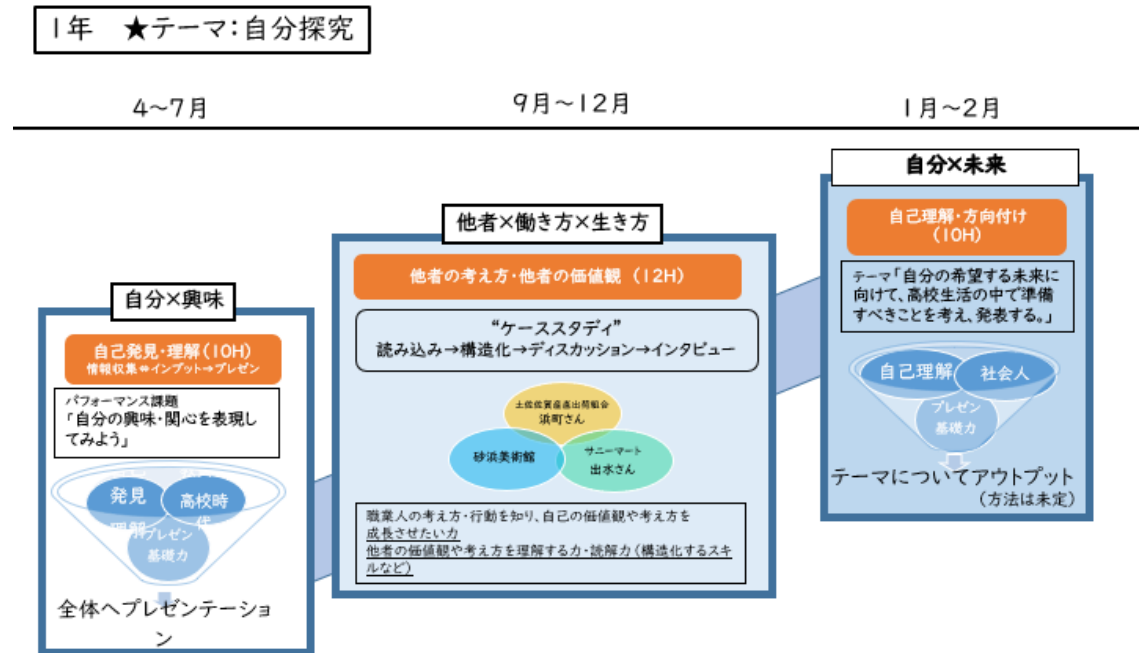 1年　★テーマ：自分探究
4～7月
9月～12月
1月～2月
自分×興味
自己発見・理解（10H）
情報収集⇔インプット→プレゼン
パフォーマンス課題
「自分の興味・関心を表現し
てみよう」
発見
理解
高校時
代
プレゼン
基礎力
全体へプレゼンテーショ
ン
他者×働き方×生き方
他者の考え方・他者の価値観（12H）
“ケーススタディ”
読み込み→構造化→ディスカッション→インタビュー
土佐佐賀産直出荷組合
浜町さん
砂浜美術館
サニーマート
出水さん
職業人の考え方・行動を知り、自己の価値観や考え方を
成長させたい力
他者の価値観や考え方を理解する力・読解力（構造化するスキ
ルなど）
自分×未来
自己理解・方向付け
（10H）
テーマ「自分の希望する未来に
向けて、高校生活の中で準備
すべきことを考え、発表する。」
自己理解
社会人
プレゼン
基礎力
テーマについてアウトプット
（方法は未定）